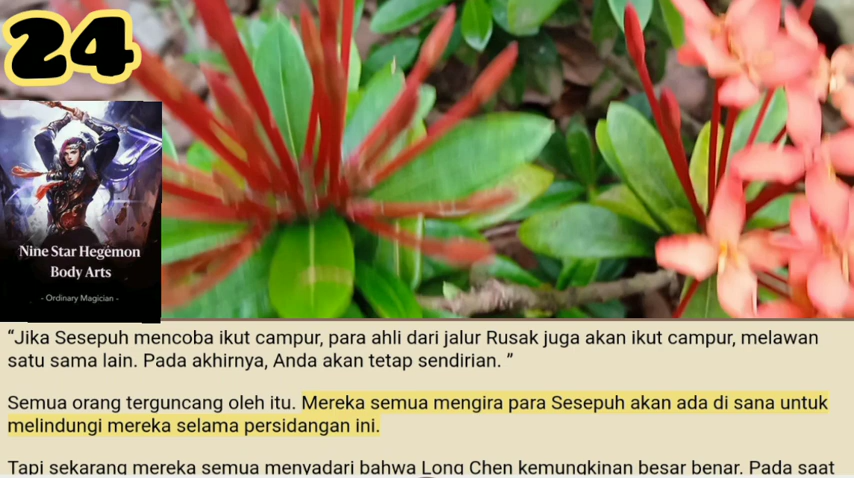 24
Nine Star Hegemon
Body Arts
- Ordinary Magician -
“Jika Sesepuh mencoba ikut campur, para ahli dari jalur Rusak juga akan ikut campur, melawan
satu sama lain. Pada akhirnya, Anda akan tetap sendirian. ”
Semua orang terguncang oleh itu. Mereka semua mengira para Sesepuh akan ada di sana untuk
melindungi mereka selama persidangan ini.
Tapi sekarang mereka semua menyadari bahwa Long Chen kemungkinan besar benar. Pada saat